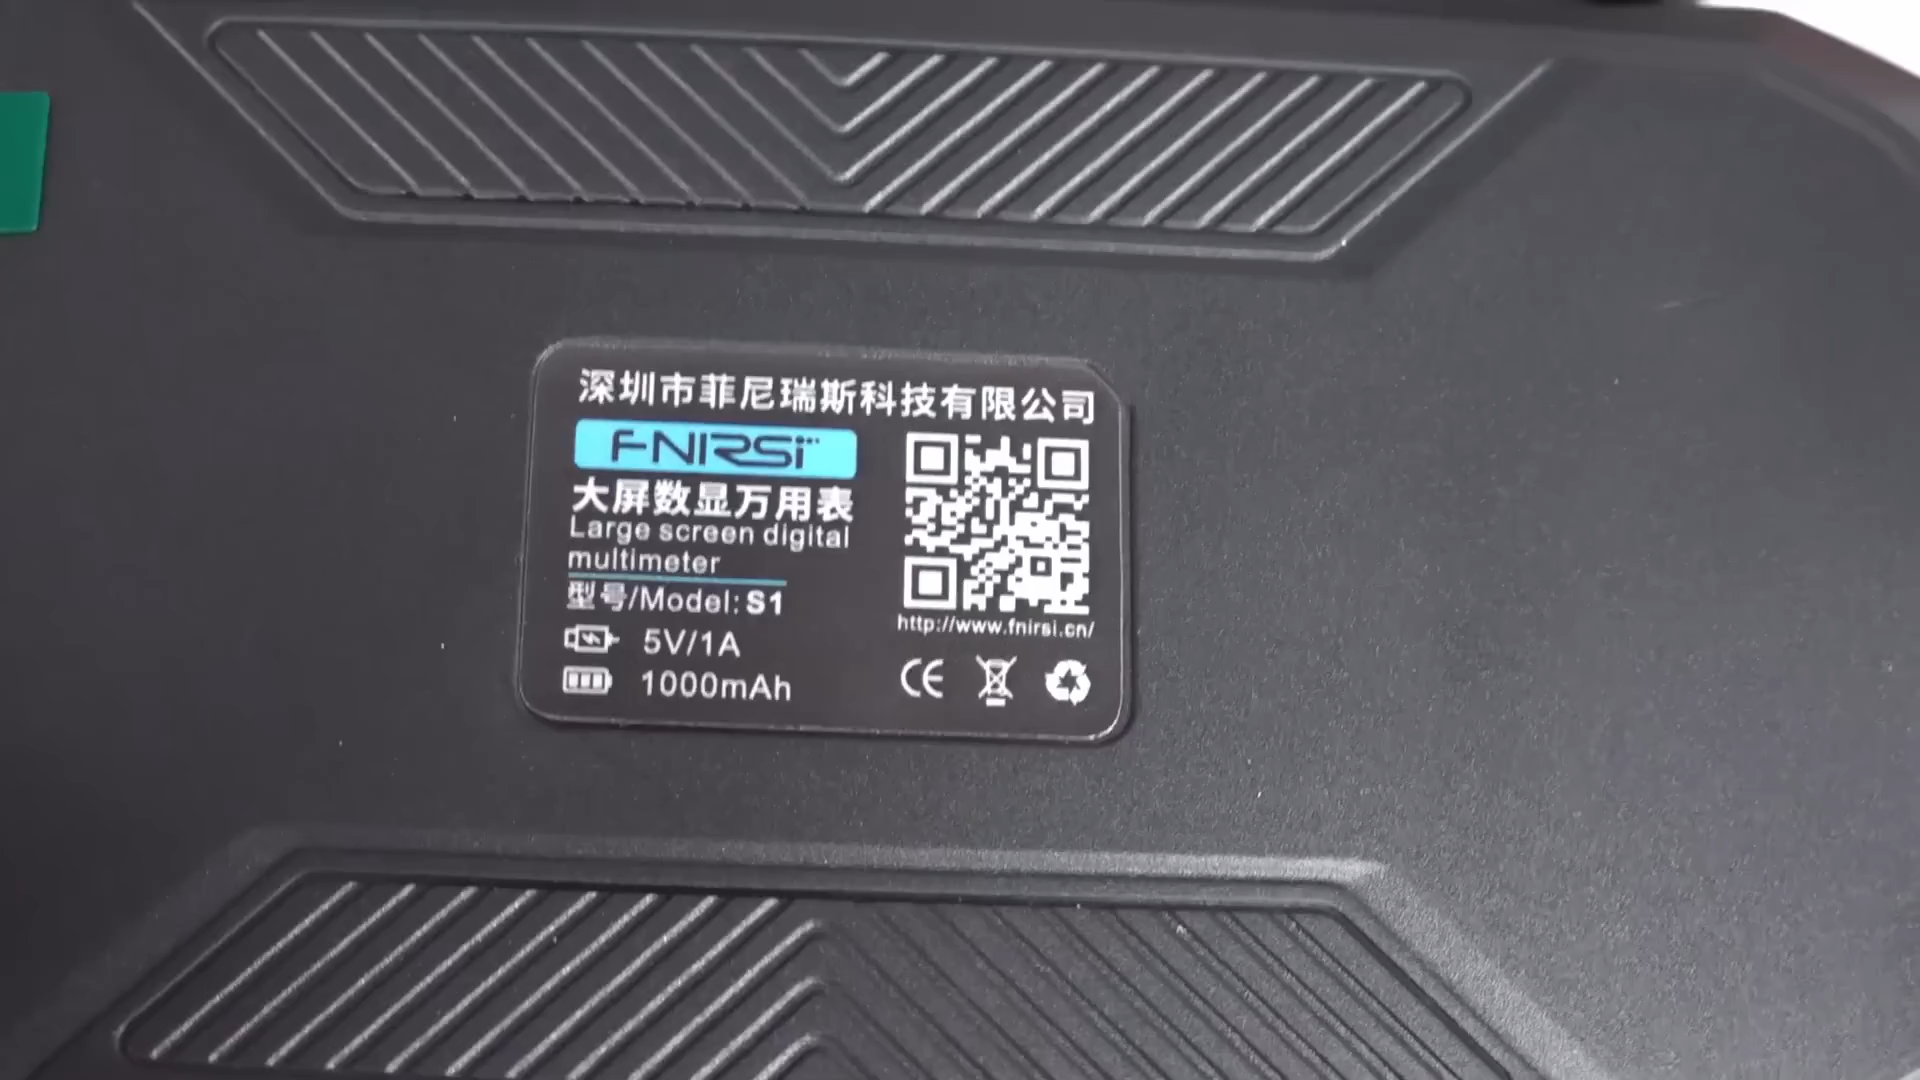 深圳市菲尼瑞斯科技有限公司
FNIRSI
大屏数显万用表
Large screen digital
multimeter
型号/Model: S1
5V/1A
1000mAh
http://www.fnirsi.cn/
CE